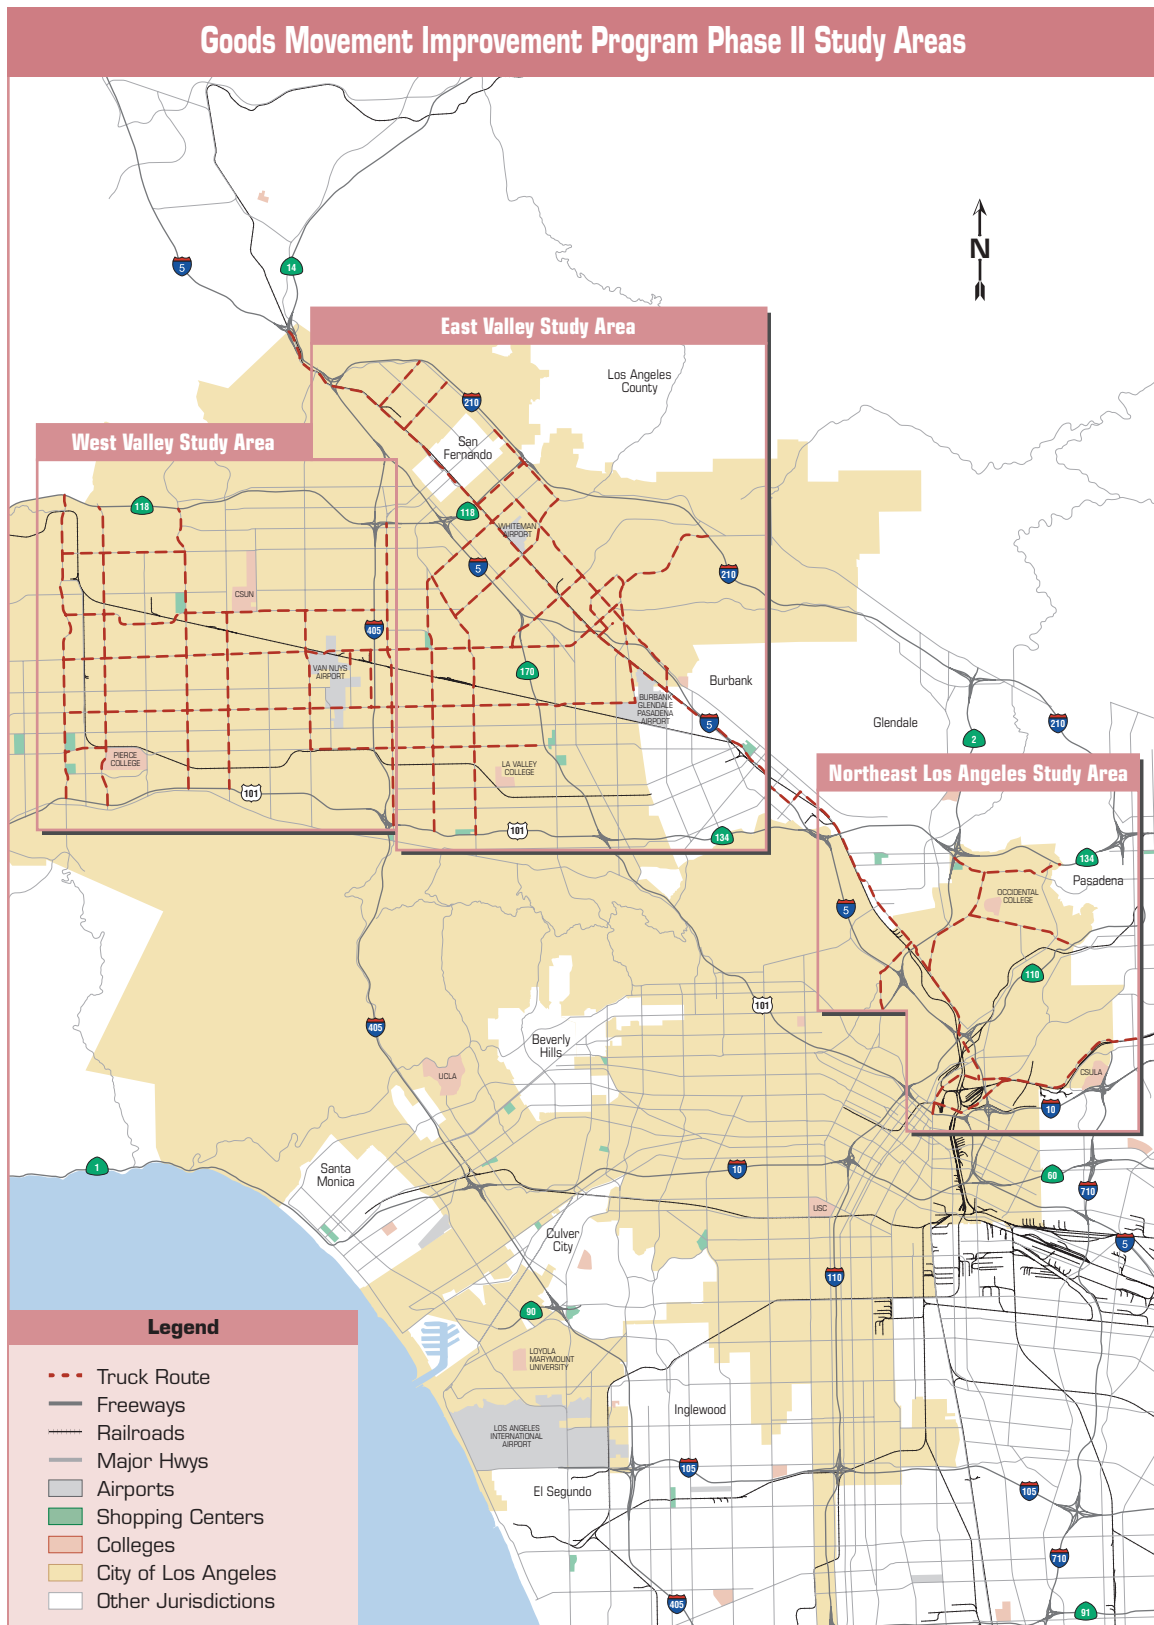 Goods Movement Improvement Program Phase II Study Areas
N
5
14
East Valley Study Area
Los Angeles
County
210
San
Fernando
West Valley Study Area
118
118
WHITEMAN
AIRPORT
5
210
CSUN
405
170
VAN NUYS
AIRPORT
Burbank
BURBANK
GLENDALE
PASADENA
AIRPORT
5
Glendale
210
2
PIERCE
COLLEGE
LA VALLEY
COLLEGE
101
101
134
Northeast Los Angeles Study Area
134
Pasadena
OCCIDENTAL
COLLEGE
5
110
101
405
Beverly
Hills
UCLA
CSULA
10
1
Santa
Monica
10
60
710
USC
Culver
City
5
110
90
LOYOLA
MARYMOUNT
UNIVERSITY
Inglewood
LOS ANGELES
INTERNATIONAL
AIRPORT
105
El Segundo
105
710
405
91
Legend
Truck Route
Freeways
Railroads
Major Hwys
Airports
Shopping Centers
Colleges
City of Los Angeles
Other Jurisdictions